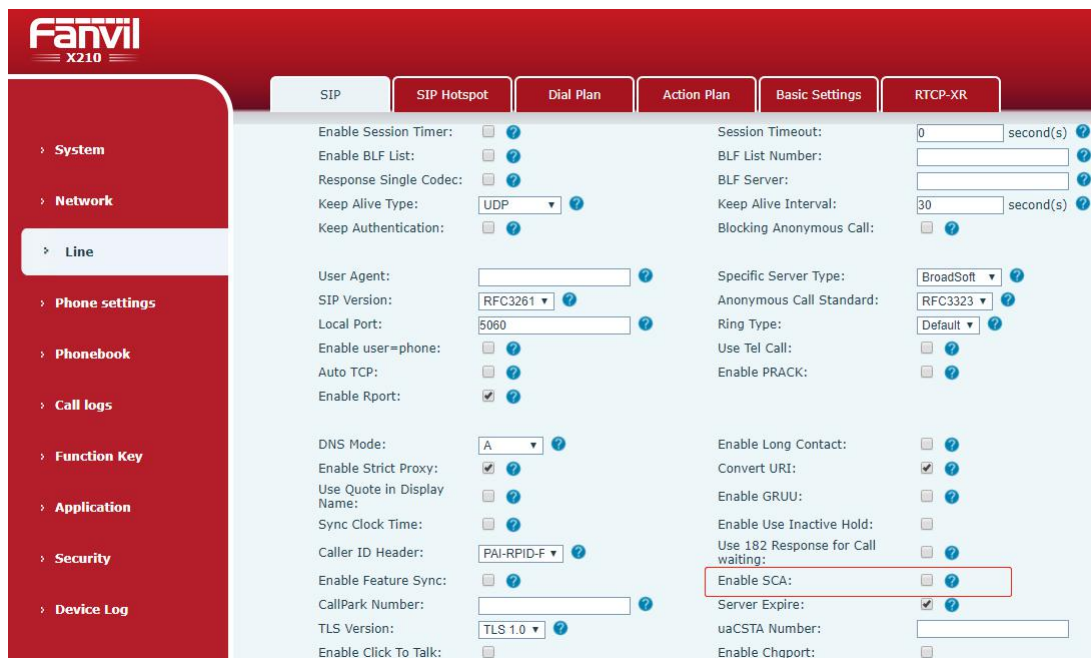 Fanvil
X210
SIP
SIP Hotspot
Dial Plan
Action Plan
Basic Settings
RTCP-XR
› System
› Network
› Line
› Phone settings
› Phonebook
› Call logs
› Function Key
› Application
› Security
› Device Log
Enable Session Timer: Session Timeout: 0 second(s)
Enable BLF List: BLF List Number:
Response Single Codec: BLF Server:
Keep Alive Type: UDP Keep Alive Interval: 30 second(s)
Keep Authentication: Blocking Anonymous Call:
User Agent: Specific Server Type: BroadSoft
SIP Version: RFC3261 Anonymous Call Standard: RFC3323
Local Port: 5060 Ring Type: Default
Enable user=phone: Use Tel Call:
Auto TCP: Enable PRACK:
Enable Rport:
DNS Mode: A Enable Long Contact:
Enable Strict Proxy: Convert URI:
Use Quote in Display
Name:
Enable GRUU:
Sync Clock Time: Enable Use Inactive Hold:
Caller ID Header: PAI-RPID-F
Use 182 Response for Call
waiting:
Enable Feature Sync: Enable SCA:
CallPark Number: Server Expire:
TLS Version: TLS 1.0 uaCSTA Number:
Enable Click To Talk: Enable Chgport: